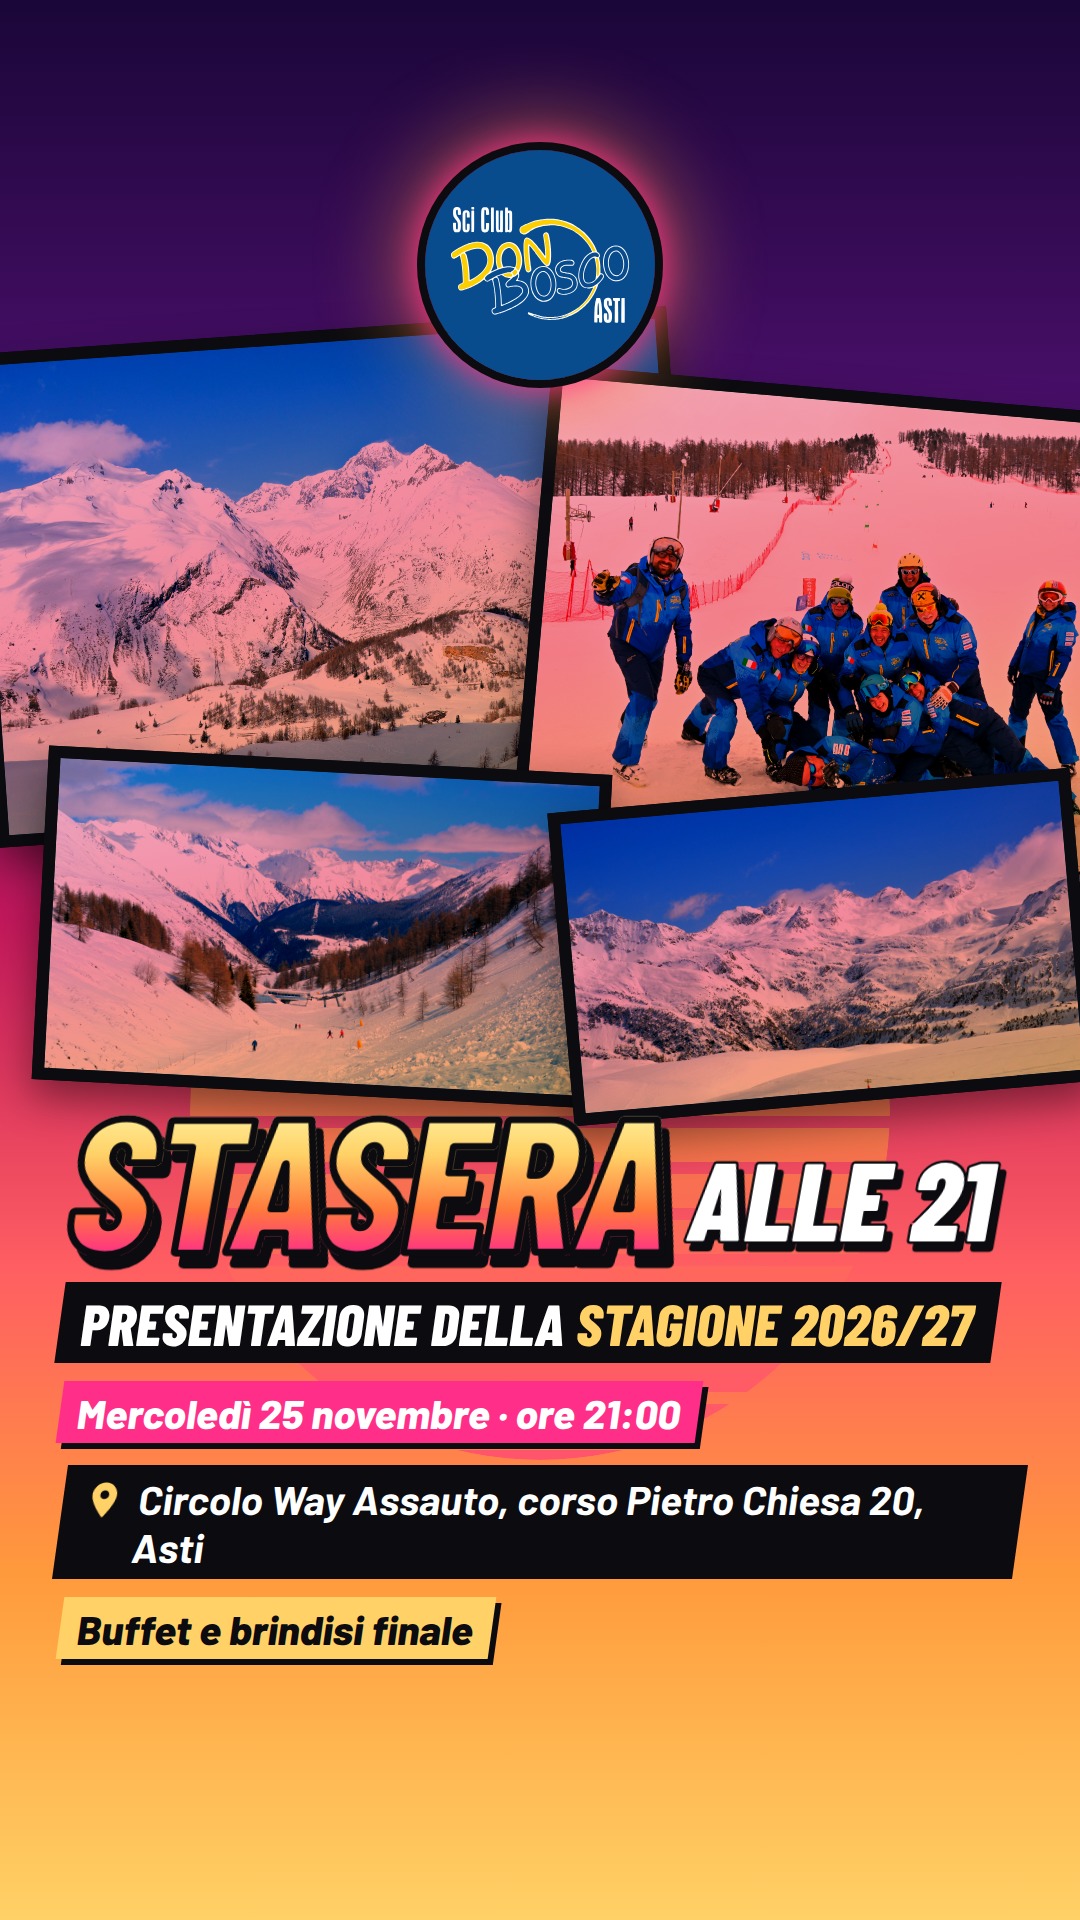 Sci Club
DON
BOSCO
ASTI
STASERA ALLE 21
PRESENTAZIONE DELLA STAGIONE 2026/27
Mercoledì 25 novembre · ore 21:00
Circolo Way Assauto, corso Pietro Chiesa 20,
Asti
Buffet e brindisi finale